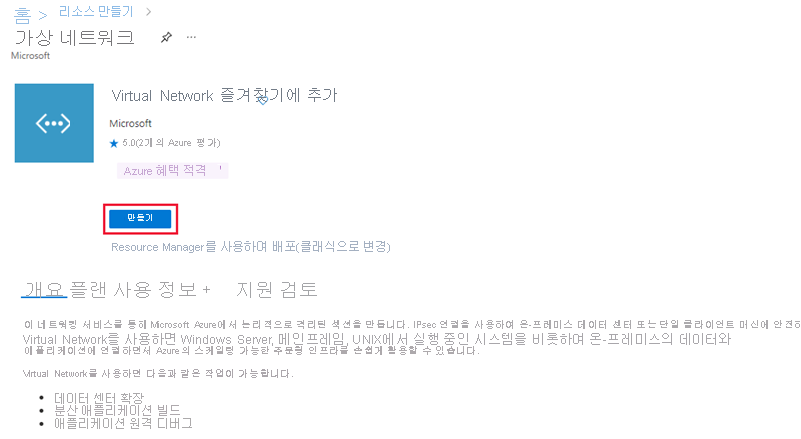 홈 > 리소스 만들기 >
가상 네트워크 ...
Microsoft
Virtual Network 즐겨찾기에 추가
Microsoft
★ 5.0(2개의 Azure 평가)
Azure 혜택 적격 '
만들기
Resource Manager를 사용하여 배포(클래식으로 변경)
개요 플랜 사용 정보 + 지원 검토
이 네트워킹 서비스를 통해 Microsoft Azure에서 논리적으로 격리된 섹션을 만듭니다. IPsec 연결을 사용하여 온-프레미스 데이터 센터 또는 단일 클라이언트 머신에 안전하
Virtual Network를 사용하면 Windows Server, 메인프레임, UNIX에서 실행 중인 시스템을 비롯하여 온-프레미스의 데이터와
애플리케이션에 연결하면서 Azure의 스케일링 가능한 주문형 인프라를 손쉽게 활용할 수 있습니다.
Virtual Network를 사용하면 다음과 같은 작업이 가능합니다.
• 데이터 센터 확장
• 분산 애플리케이션 빌드
• 애플리케이션 원격 디버그